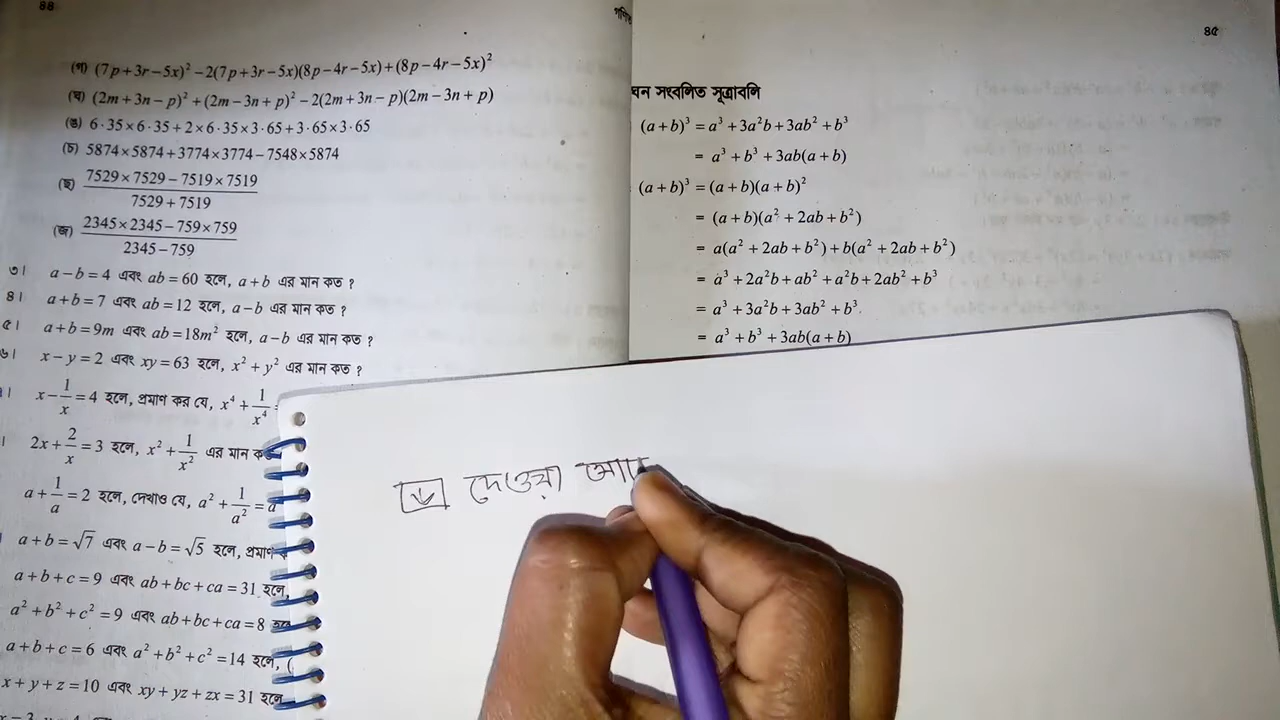 ৪৪
(গ) (7p+3r−5x)² −2(7p+3r−5x)(8p−4r−5x)+(8p−4r−5x)²
(ঘ) (2m+3n−p)² +(2m−3n+p)² −2(2m+3n−p)(2m−3n+p)
(ঙ) 6·35×6·35+2×6·35×3·65+3·65×3·65
(চ) 5874×5874+3774×3774−7548×5874
(ছ) (7529×7529−7519×7519)/(7529+7519)
(জ) (2345×2345−759×759)/(2345−759)
৩। a−b=4 এবং ab=60 হলে, a+b এর মান কত ?
৪। a+b=7 এবং ab=12 হলে, a−b এর মান কত ?
৫। a+b=9m এবং ab=18m² হলে, a−b এর মান কত ?
৬। x−y=2 এবং xy=63 হলে, x²+y² এর মান কত ?
। x−1/x=4 হলে, প্রমাণ কর যে, x⁴+1/x⁴ =
। 2x+2/x=3 হলে, x²+1/x² এর মান
a+1/a=2 হলে, দেখাও যে, a²+1/a²=a
a+b=√7 এবং a−b=√5 হলে, প্রমাণ
a+b+c=9 এবং ab+bc+ca=31 হলে,
a²+b²+c²=9 এবং ab+bc+ca=8
a+b+c=6 এবং a²+b²+c²=14 হলে, (
x+y+z=10 এবং xy+yz+zx=31 হলে
৪৫
ঘন সংবলিত সূত্রাবলি
(a+b)³ = a³+3a²b+3ab²+b³
= a³+b³+3ab(a+b)
(a+b)³ = (a+b)(a+b)²
= (a+b)(a²+2ab+b²)
= a(a²+2ab+b²)+b(a²+2ab+b²)
= a³+2a²b+ab²+a²b+2ab²+b³
= a³+3a²b+3ab²+b³.
= a³+b³+3ab(a+b)
৬ দেওয়া